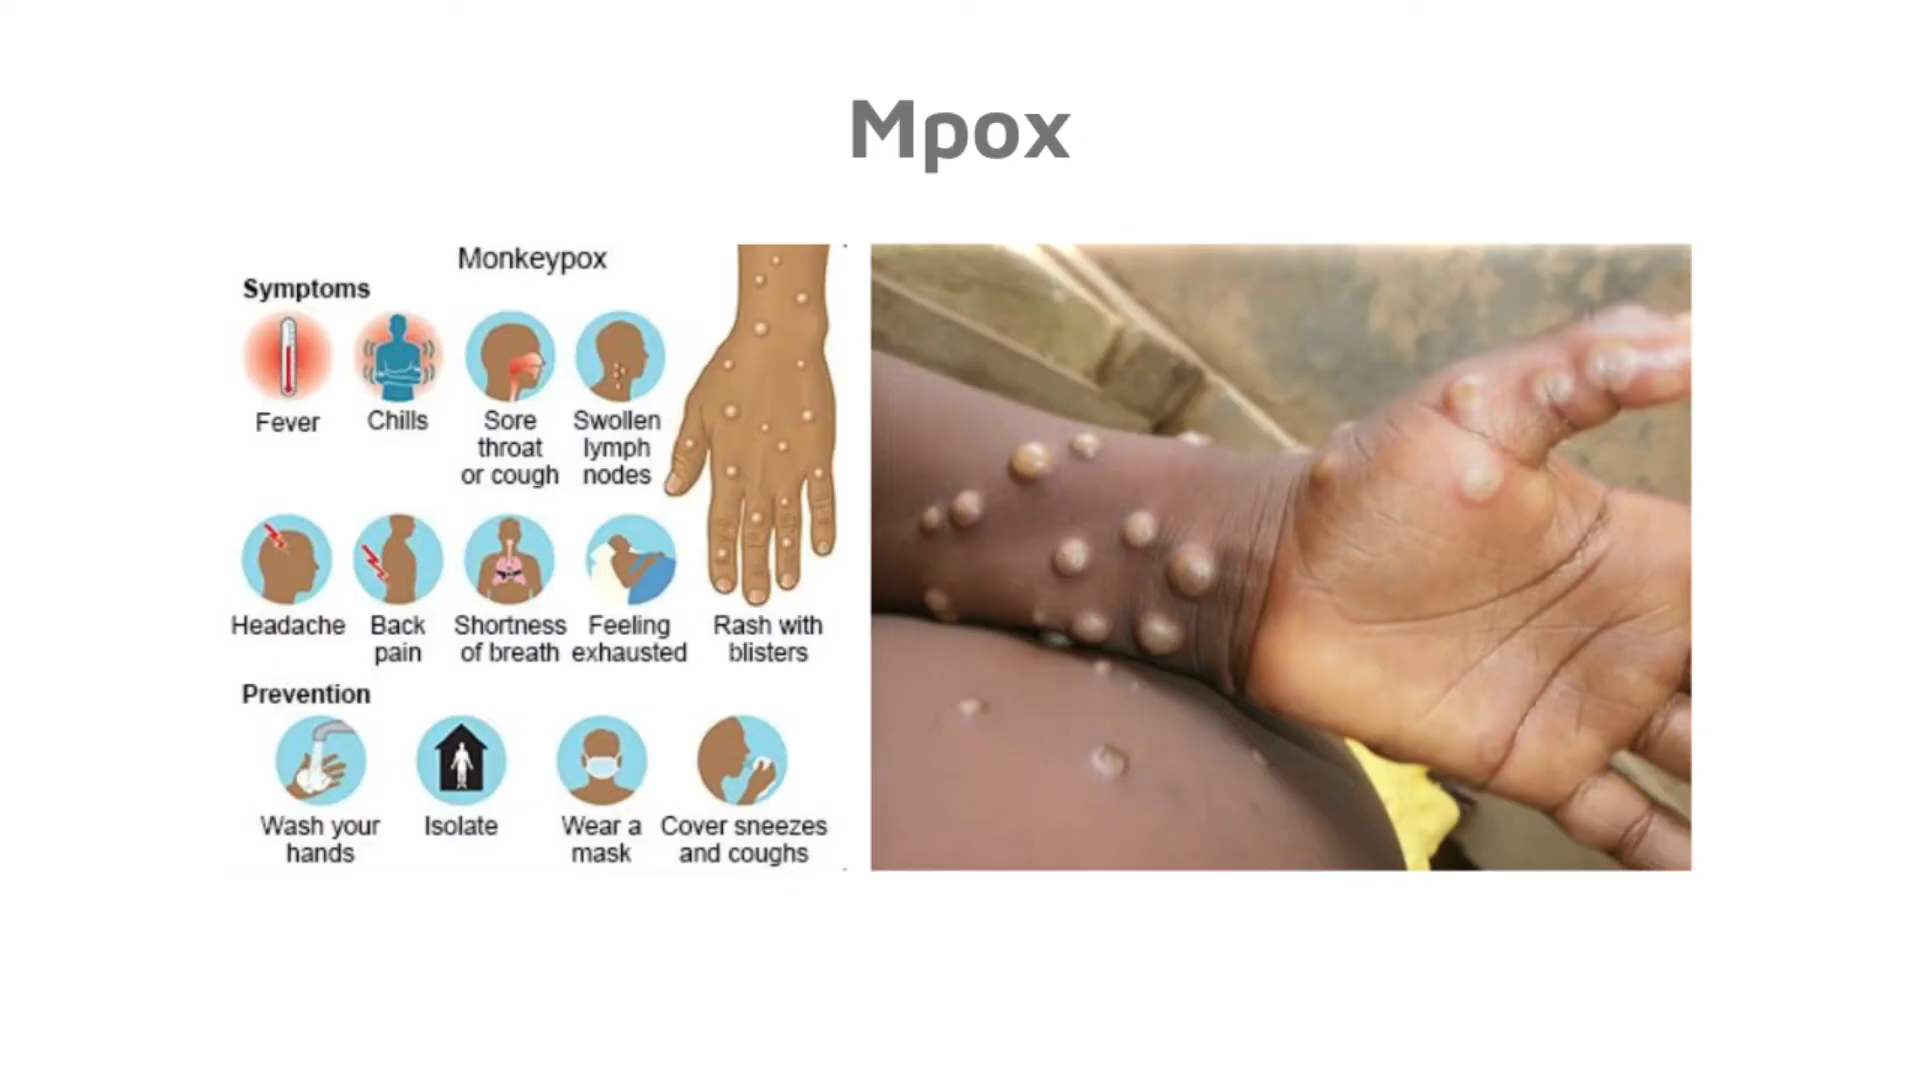 Mpox
Monkeypox
Symptoms
Fever
Chills
Sore
throat
or cough
Swollen
lymph
nodes
Headache
Back
pain
Shortness
of breath
Feeling
exhausted
Rash with
blisters
Prevention
Wash your
hands
Isolate
Wear a
mask
Cover sneezes
and coughs